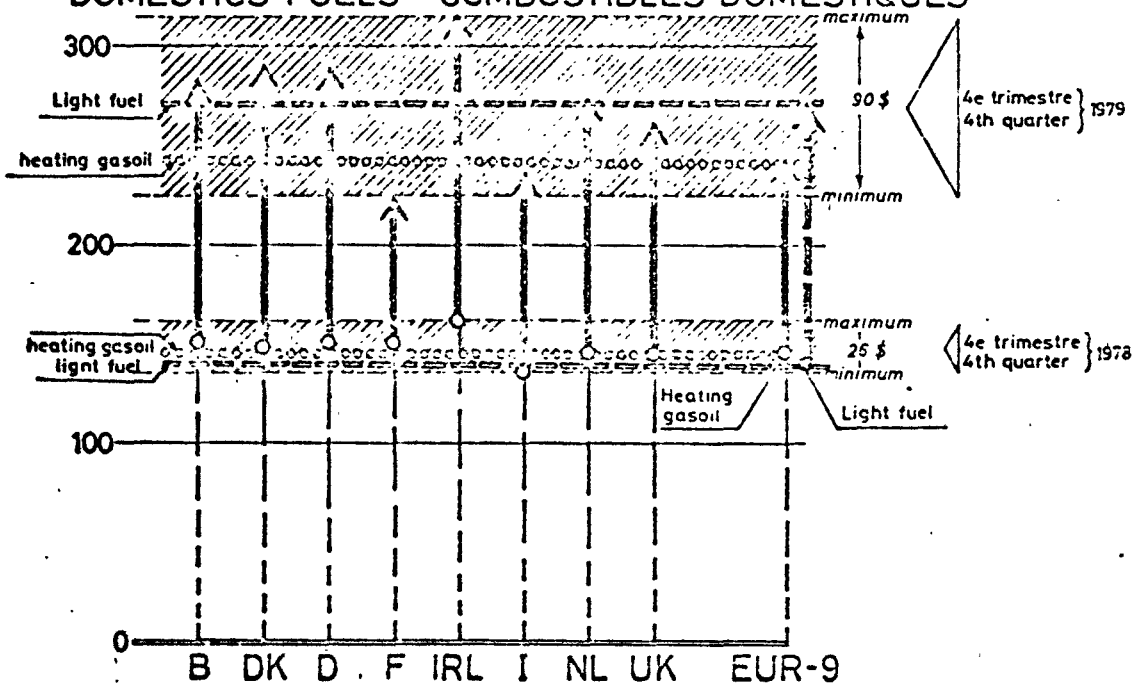 DOMESTICS FUELS - COMBUSTIBLES DOMESTIQUES
maximum
300
Light fuel
90 $
4e trimestre
4th quarter } 1979
heating gasoil
minimum
200
maximum
heating gasoil
light fuel
25 $
4e trimestre
4th quarter } 1978
minimum
Heating
gasoil
Light fuel
100
0
B DK D F IRL I NL UK EUR-9